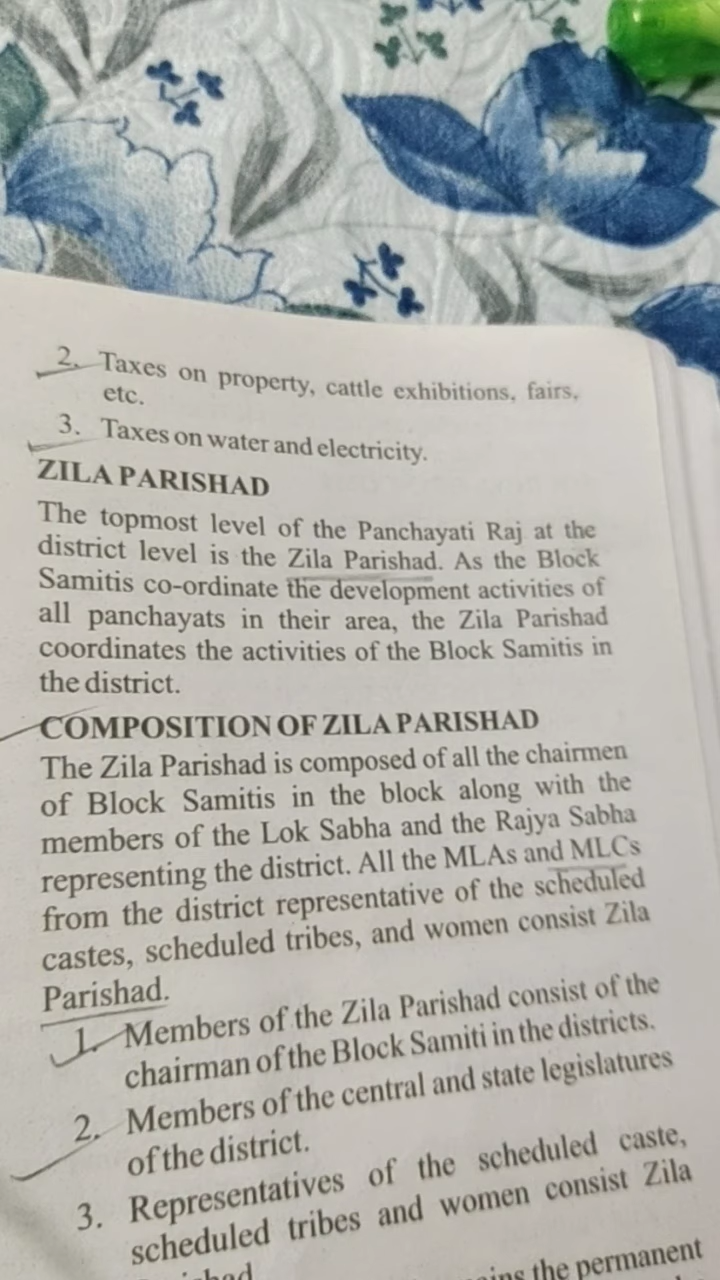 2. Taxes on property, cattle exhibitions, fairs,
etc.
3. Taxes on water and electricity.
ZILA PARISHAD
The topmost level of the Panchayati Raj at the
district level is the Zila Parishad. As the Block
Samitis co-ordinate the development activities of
all panchayats in their area, the Zila Parishad
coordinates the activities of the Block Samitis in
the district.
COMPOSITION OF ZILA PARISHAD
The Zila Parishad is composed of all the chairmen
of Block Samitis in the block along with the
members of the Lok Sabha and the Rajya Sabha
representing the district. All the MLAs and MLCs
from the district representative of the scheduled
castes, scheduled tribes, and women consist Zila
Parishad.
1. Members of the Zila Parishad consist of the
chairman of the Block Samiti in the districts.
2. Members of the central and state legislatures
of the district.
3. Representatives of the scheduled caste,
scheduled tribes and women consist Zila
the permanent